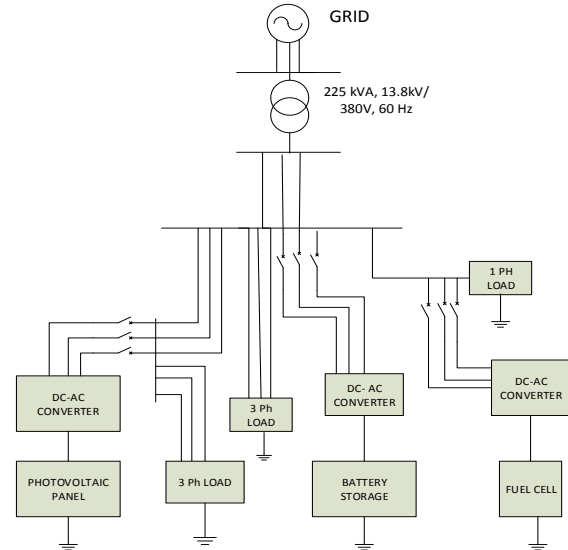 GRID
225 kVA, 13.8kV/
380V, 60 Hz
1 PH
LOAD
DC-AC
CONVERTER
3 Ph
LOAD
DC- AC
CONVERTER
DC-AC
CONVERTER
PHOTOVOLTAIC
PANEL
3 Ph LOAD
BATTERY
STORAGE
FUEL CELL